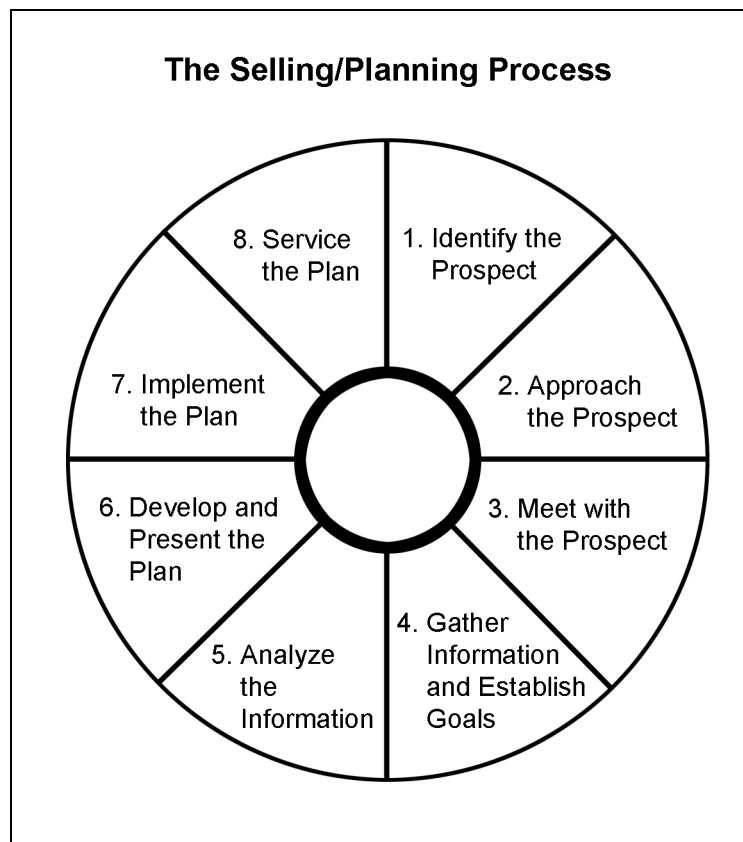 The Selling/Planning Process
1. Identify the
Prospect
2. Approach
the Prospect
3. Meet with
the Prospect
4. Gather
Information
and Establish
Goals
5. Analyze
the
Information
6. Develop and
Present the
Plan
7. Implement
the Plan
8. Service
the Plan